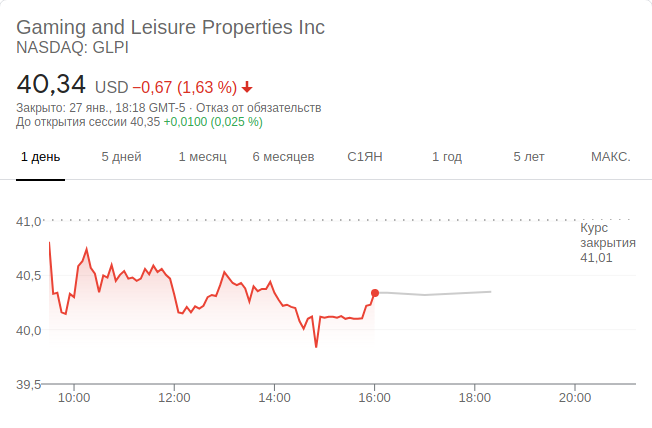 Gaming and Leisure Properties Inc
NASDAQ: GLPI
40,34 USD −0,67 (1,63 %)
Закрыто: 27 янв., 18:18 GMT-5 · Отказ от обязательств
До открытия сессии 40,35 +0,0100 (0,025 %)
1 день 5 дней 1 месяц 6 месяцев С1ЯН 1 год 5 лет МАКС.
41,0
Курс
закрытия
41,01
40,5
40,0
39,5
10:00 12:00 14:00 16:00 18:00 20:00